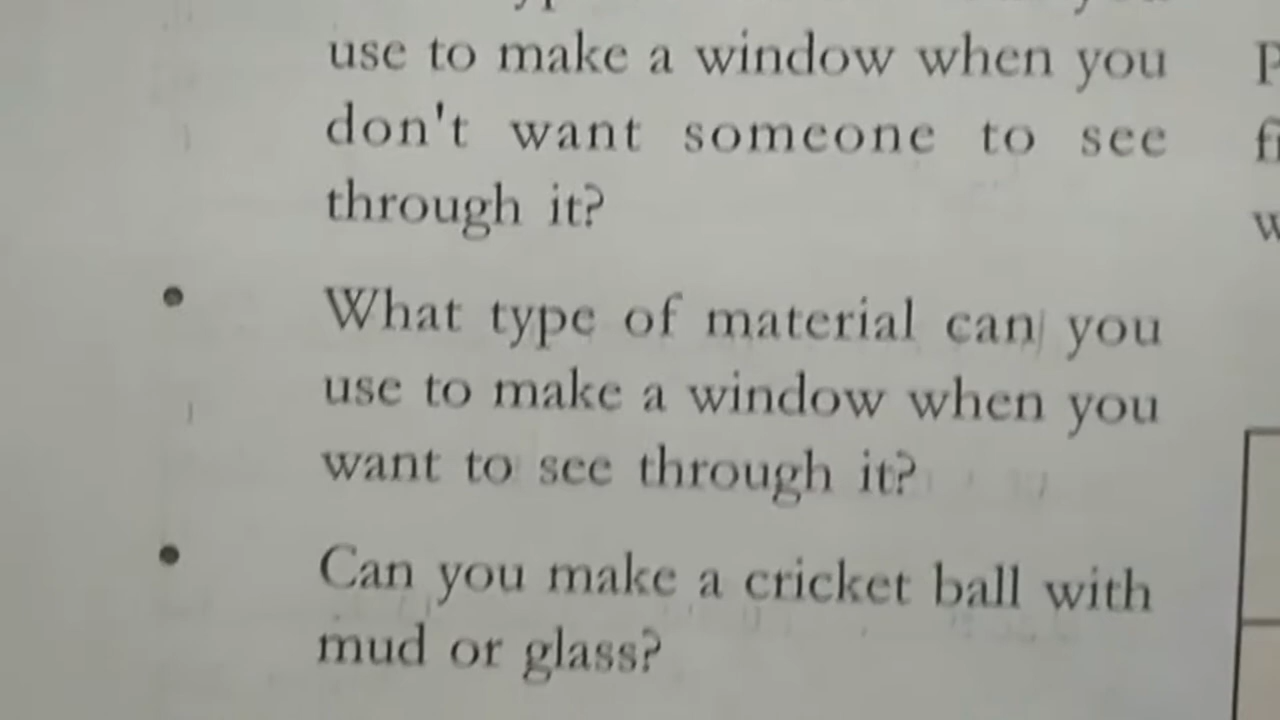 use to make a window when you
don't want someone to see
through it?
• What type of material can you
use to make a window when you
want to see through it?
• Can you make a cricket ball with
mud or glass?